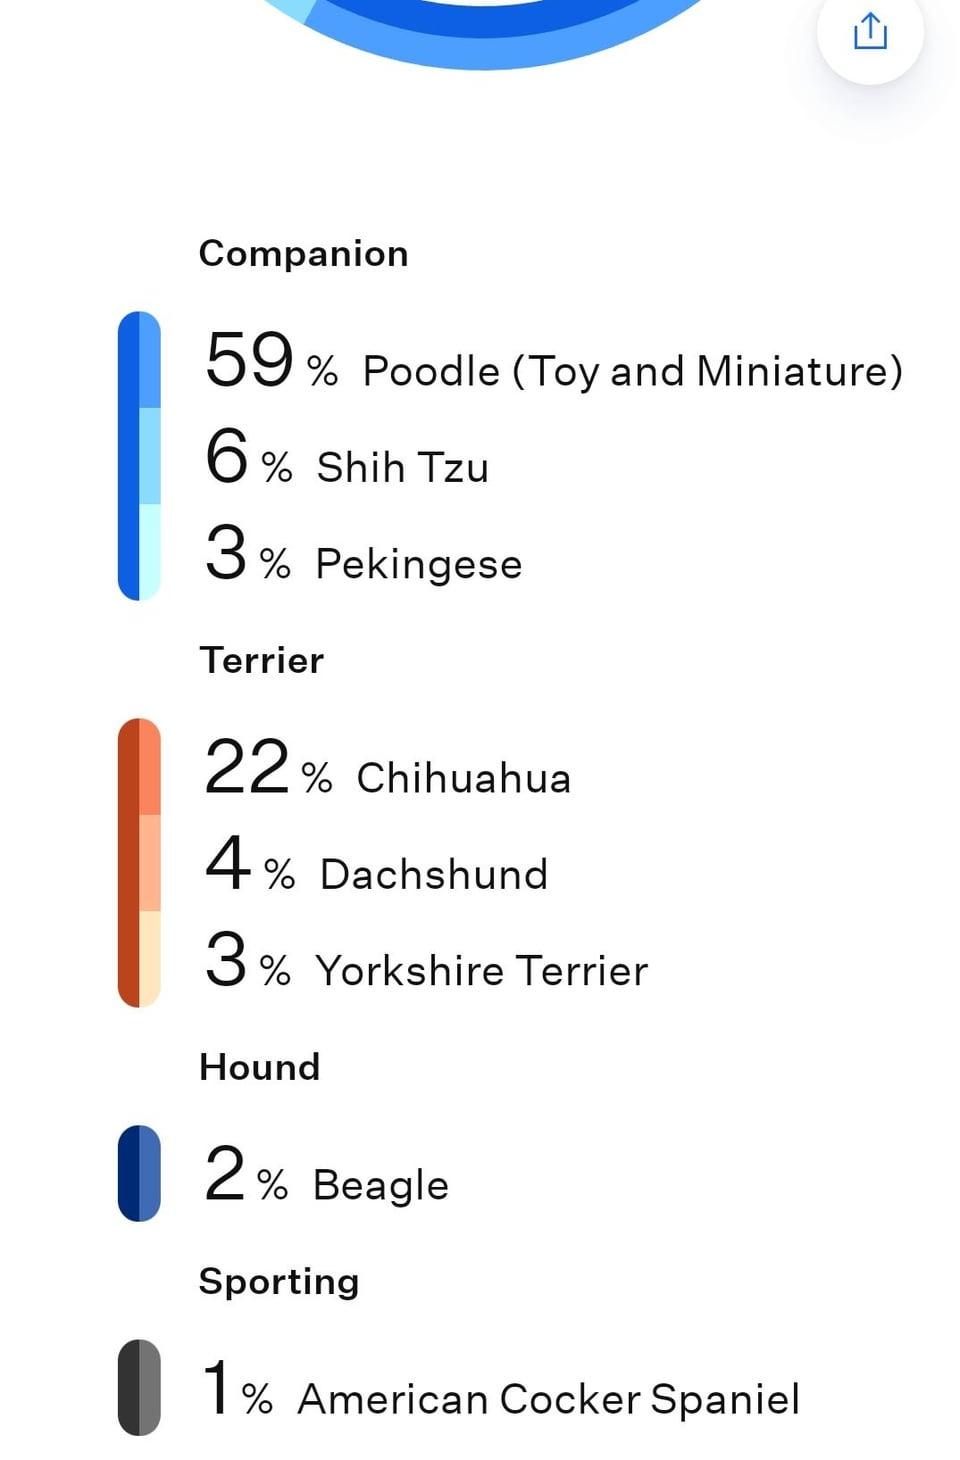 Companion
59 % Poodle (Toy and Miniature)
6 % Shih Tzu
3 % Pekingese
Terrier
22 % Chihuahua
4 % Dachshund
3 % Yorkshire Terrier
Hound
2 % Beagle
Sporting
1 % American Cocker Spaniel